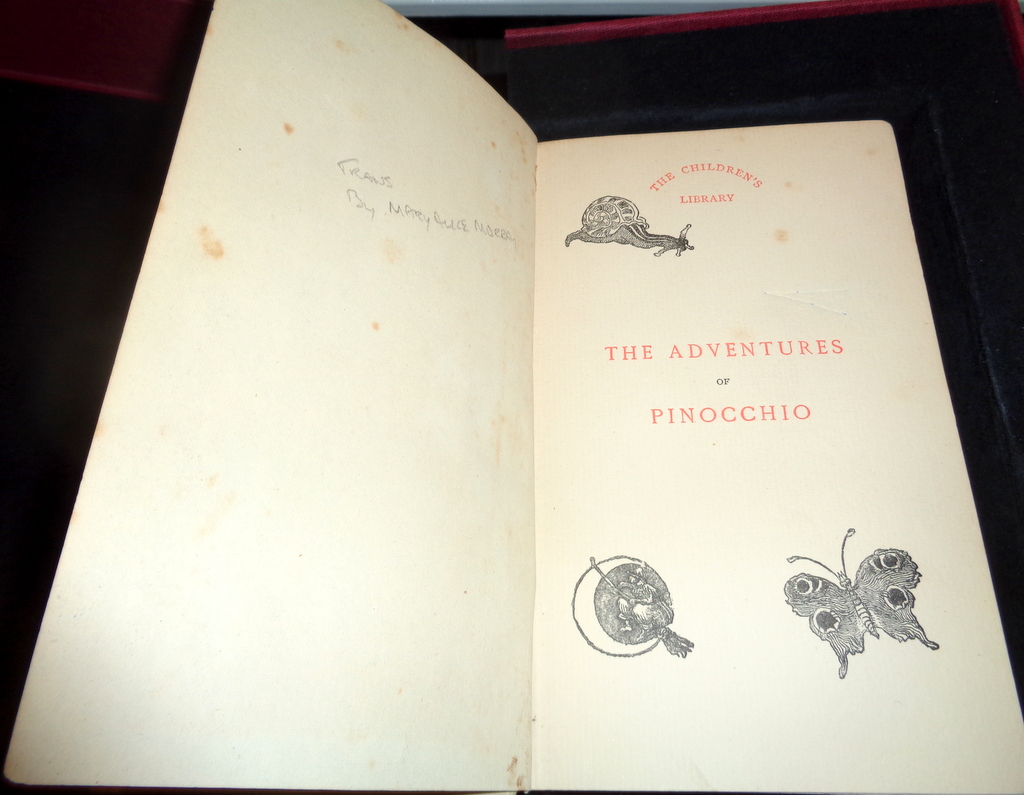 TRANS
By MARY ALICE MURRAY
THE CHILDREN'S
LIBRARY
THE ADVENTURES
OF
PINOCCHIO